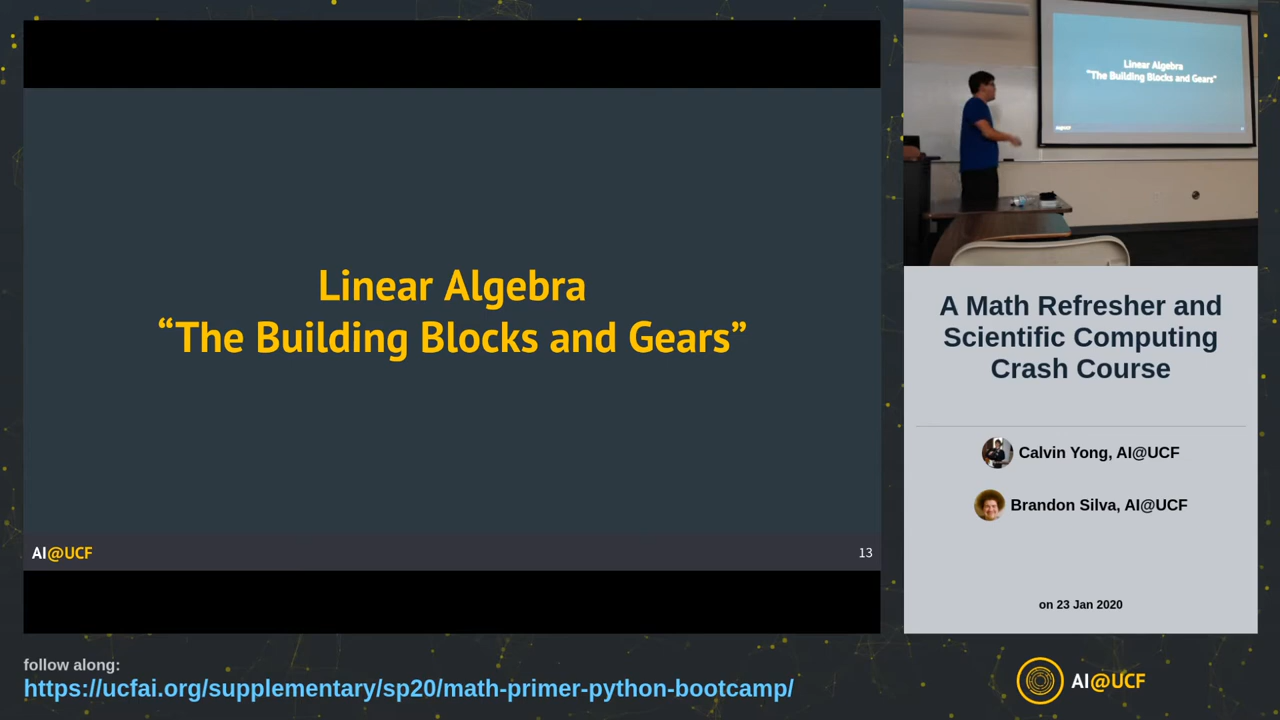 Linear Algebra
“The Building Blocks and Gears”
AI@UCF
13
Linear Algebra
“The Building Blocks and Gears”
A Math Refresher and
Scientific Computing
Crash Course
Calvin Yong, AI@UCF
Brandon Silva, AI@UCF
on 23 Jan 2020
follow along:
https://ucfai.org/supplementary/sp20/math-primer-python-bootcamp/
AI@UCF